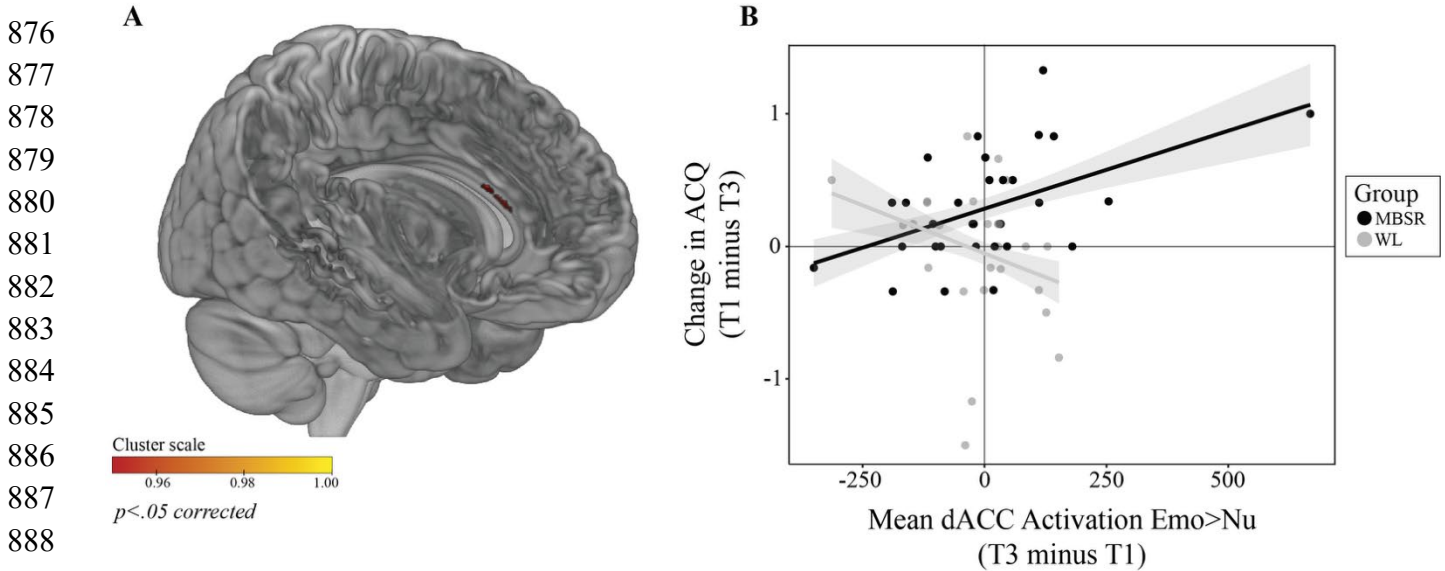 876
877
878
879
880
881
882
883
884
885
886
887
888
A
Cluster scale
0.96 0.98 1.00
p<.05 corrected
B
Change in ACQ
(T1 minus T3)
1
0
-1
-250 0 250 500
Mean dACC Activation Emo>Nu
(T3 minus T1)
Group
MBSR
WL